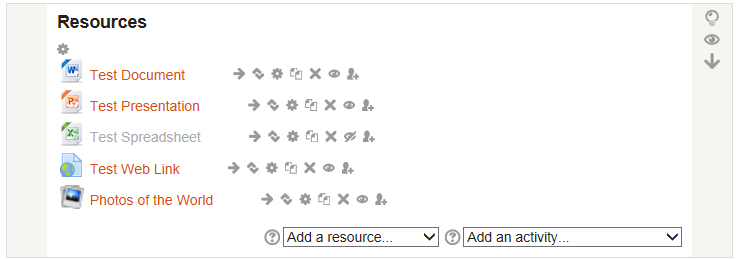 Resources
Test Document
Test Presentation
Test Spreadsheet
Test Web Link
Photos of the World
Add a resource... Add an activity...